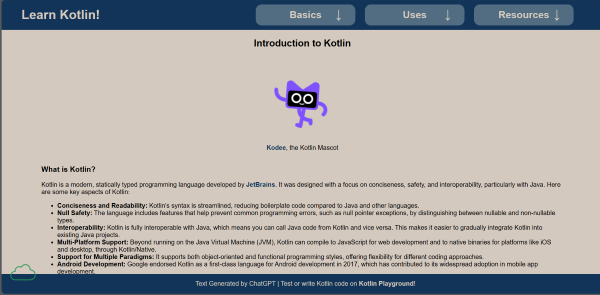 Learn Kotlin!
Basics ↓ Uses ↓ Resources ↓
Introduction to Kotlin
Kodee, the Kotlin Mascot
What is Kotlin?
Kotlin is a modern, statically typed programming language developed by JetBrains. It was designed with a focus on conciseness, safety, and interoperability, particularly with Java. Here
are some key aspects of Kotlin:
• Conciseness and Readability: Kotlin's syntax is streamlined, reducing boilerplate code compared to Java and other languages.
• Null Safety: The language includes features that help prevent common programming errors, such as null pointer exceptions, by distinguishing between nullable and non-nullable
types.
• Interoperability: Kotlin is fully interoperable with Java, which means you can call Java code from Kotlin and vice versa. This makes it easier to gradually integrate Kotlin into
existing Java projects.
• Multi-Platform Support: Beyond running on the Java Virtual Machine (JVM), Kotlin can compile to JavaScript for web development and to native binaries for platforms like iOS
and desktop, through Kotlin/Native.
• Support for Multiple Paradigms: It supports both object-oriented and functional programming styles, offering flexibility for different coding approaches.
• Android Development: Google endorsed Kotlin as a first-class language for Android development in 2017, which has contributed to its widespread adoption in mobile app
development.
Text Generated by ChatGPT | Test or write Kotlin code on Kotlin Playground!